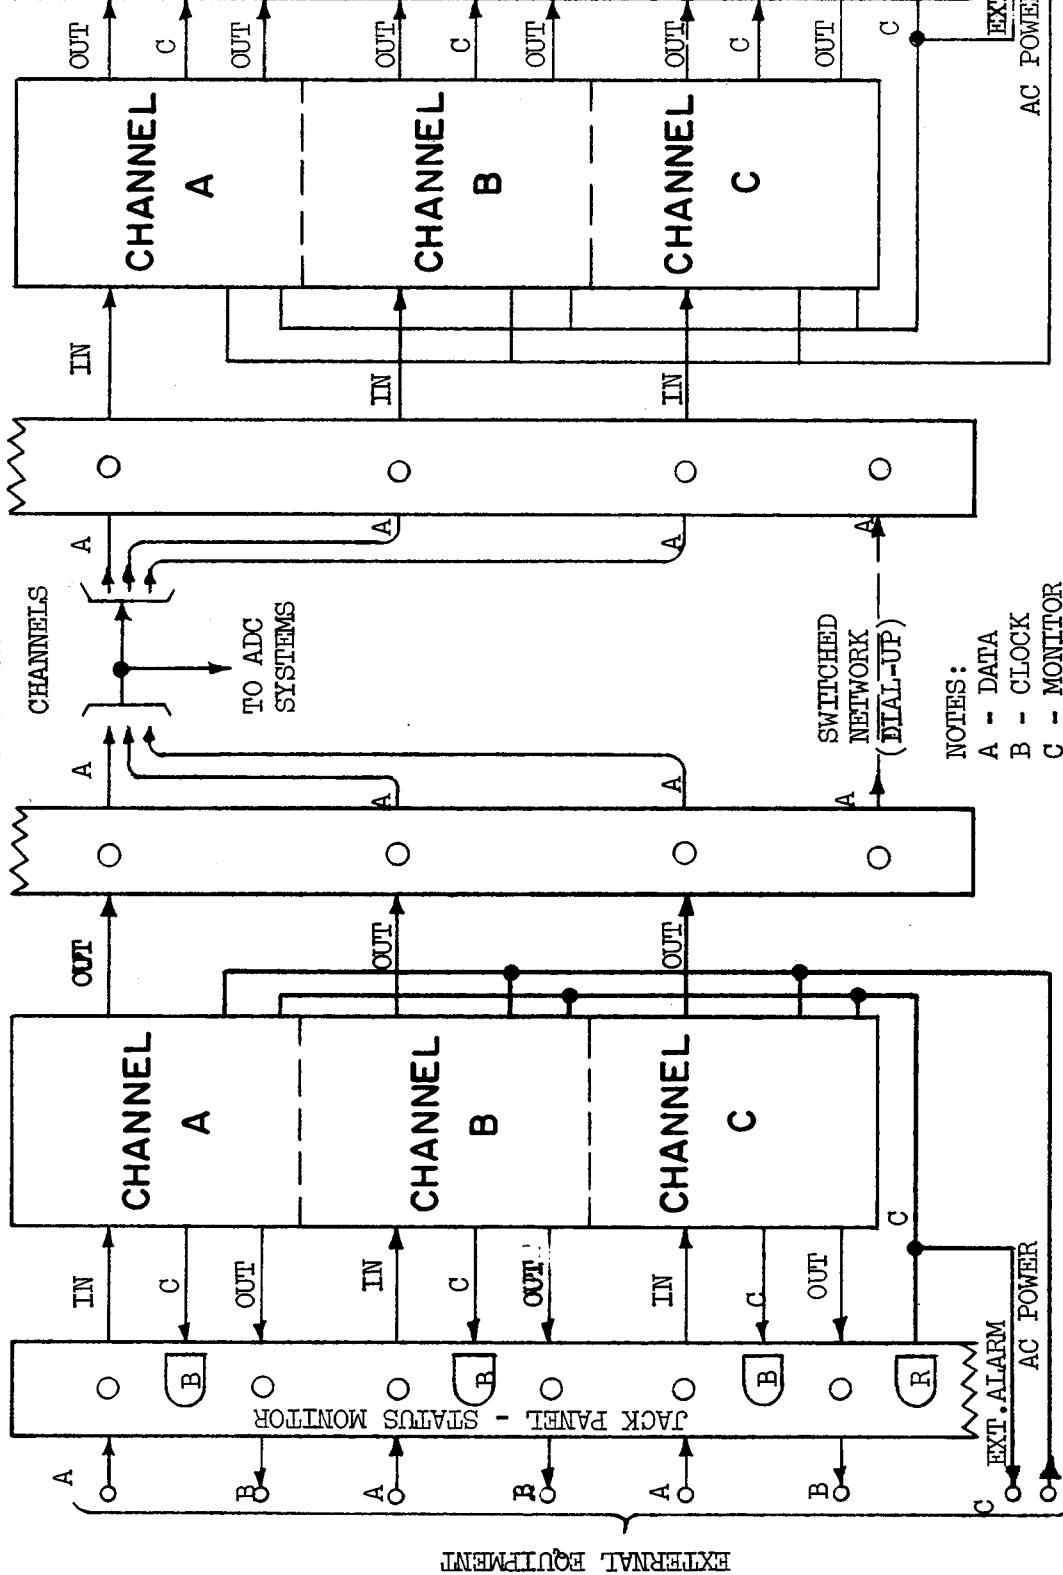 OUT
C
OUT
OUT
C
OUT
OUT
C
OUT
C
AC POWER
CHANNEL
A
CHANNEL
B
CHANNEL
C
IN
IN
IN
A
A
A
A
CHANNELS
TO ADC
SYSTEMS
SWITCHED
NETWORK
(DIAL-UP)
NOTES:
A - DATA
B - CLOCK
C - MONITOR
A
A
A
A
OUT
OUT
OUT
CHANNEL
A
CHANNEL
B
CHANNEL
C
IN
C
OUT
IN
C
OUT
IN
C
OUT
C
B
B
B
R
JACK PANEL - STATUS MONITOR
EXT. ALARM
AC POWER
A
B
A
B
A
B
C
EXTERNAL EQUIPMENT